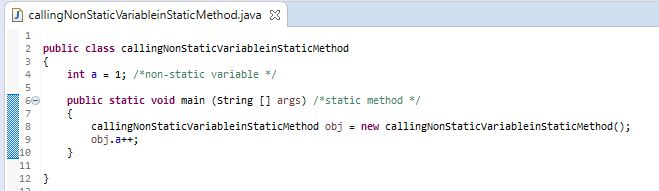 callingNonStaticVariableinStaticMethod.java
1
2 public class callingNonStaticVariableinStaticMethod
3 {
4 int a = 1; /*non-static variable */
5
6 public static void main (String [] args) /*static method */
7 {
8 callingNonStaticVariableinStaticMethod obj = new callingNonStaticVariableinStaticMethod();
9 obj.a++;
10 }
11
12 }